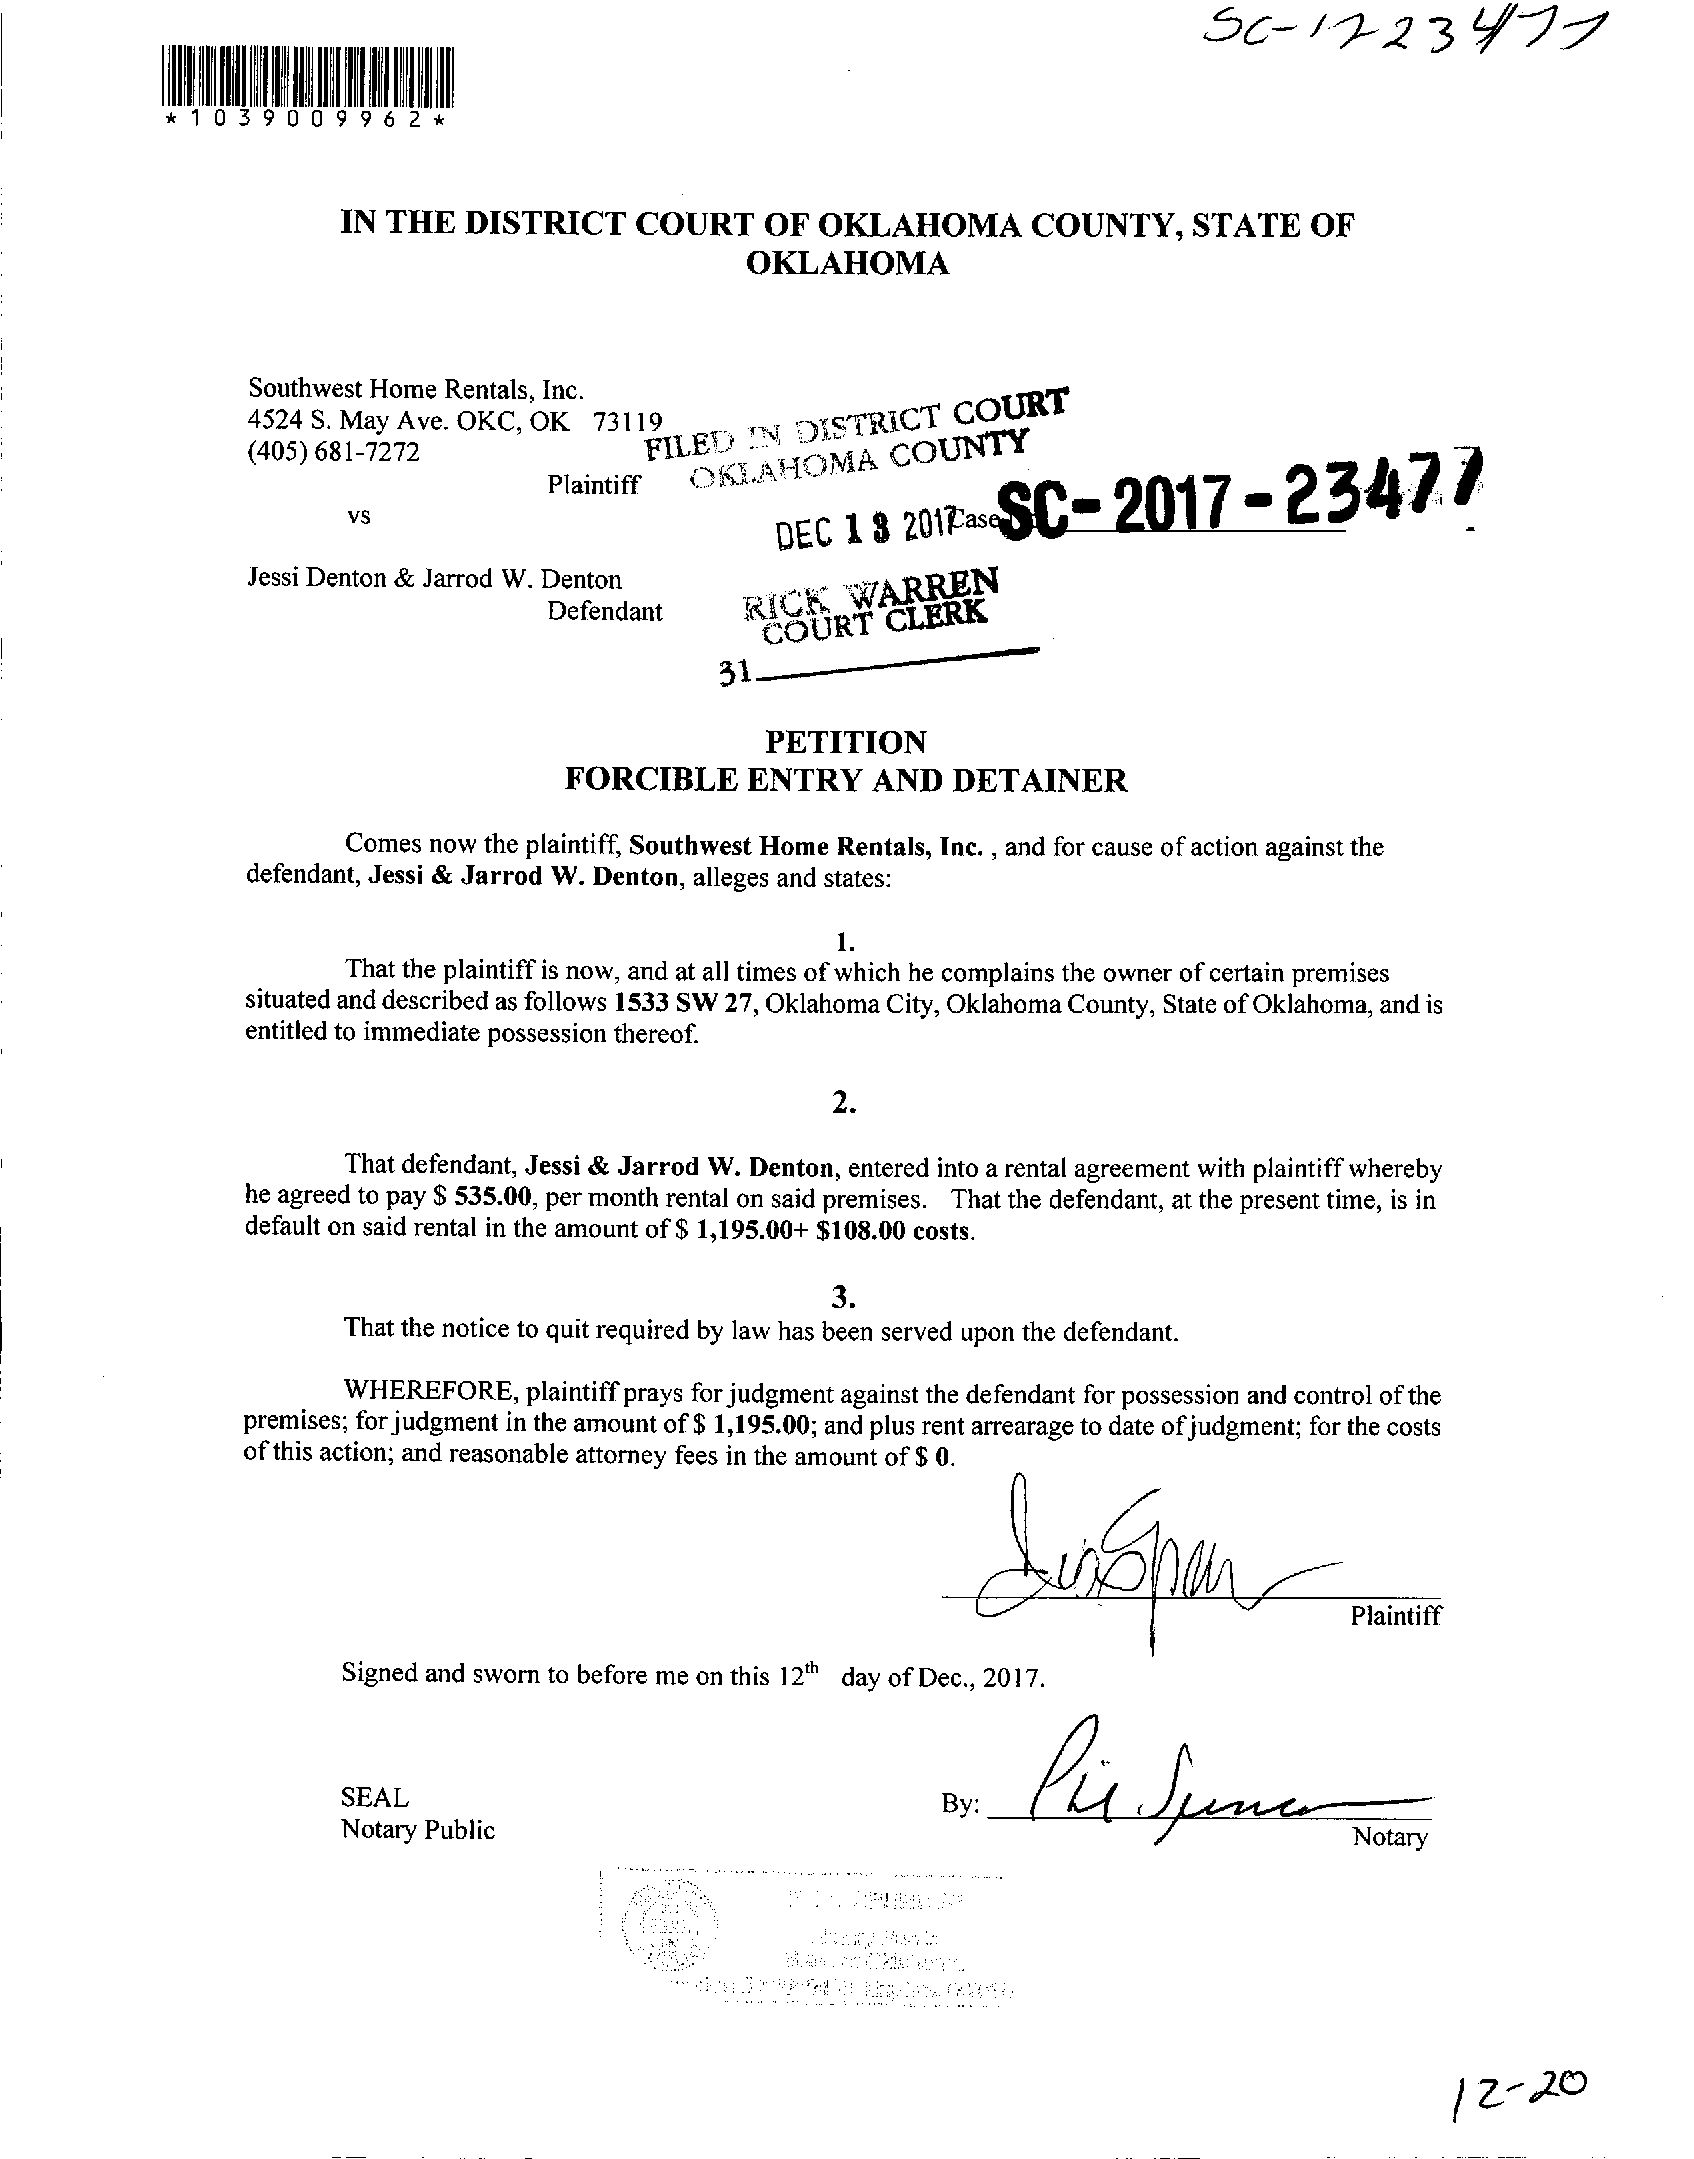 SC-1723477
*1039009962*
IN THE DISTRICT COURT OF OKLAHOMA COUNTY, STATE OF
OKLAHOMA
Southwest Home Rentals, Inc.
4524 S. May Ave. OKC, OK 73119
(405) 681-7272
Plaintiff
vs
FILED IN DISTRICT COURT
OKLAHOMA COUNTY
DEC 13 2017
Case SC-2017-23477
Jessi Denton & Jarrod W. Denton
Defendant
RICK WARREN
COURT CLERK
31
PETITION
FORCIBLE ENTRY AND DETAINER
Comes now the plaintiff, Southwest Home Rentals, Inc. , and for cause of action against the
defendant, Jessi & Jarrod W. Denton, alleges and states:
1.
That the plaintiff is now, and at all times of which he complains the owner of certain premises
situated and described as follows 1533 SW 27, Oklahoma City, Oklahoma County, State of Oklahoma, and is
entitled to immediate possession thereof.
2.
That defendant, Jessi & Jarrod W. Denton, entered into a rental agreement with plaintiff whereby
he agreed to pay $ 535.00, per month rental on said premises. That the defendant, at the present time, is in
default on said rental in the amount of $ 1,195.00+ $108.00 costs.
3.
That the notice to quit required by law has been served upon the defendant.
WHEREFORE, plaintiff prays for judgment against the defendant for possession and control of the
premises; for judgment in the amount of $ 1,195.00; and plus rent arrearage to date of judgment; for the costs
of this action; and reasonable attorney fees in the amount of $ 0.
Plaintiff
Signed and sworn to before me on this 12th day of Dec., 2017.
SEAL
Notary Public
By:
Notary
12-20